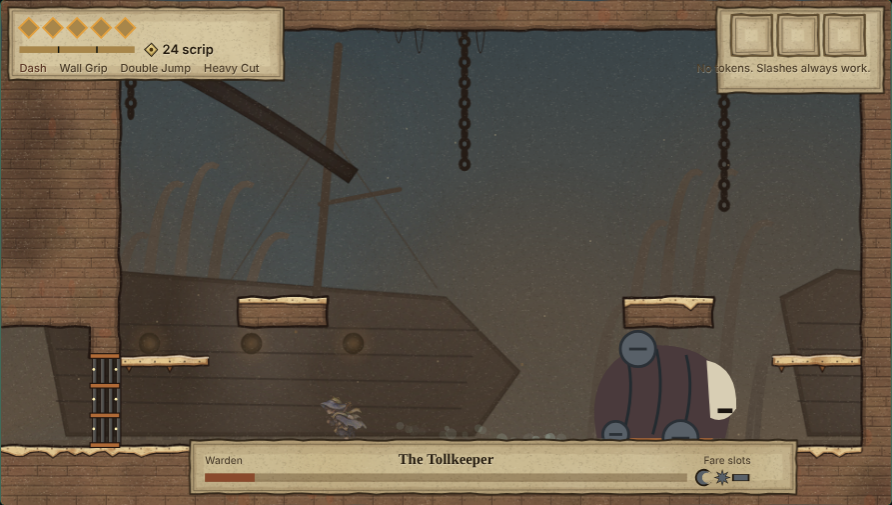 24 scrip
Dash Wall Grip Double Jump Heavy Cut
No tokens. Slashes always work.
The Tollkeeper
Warden
Fare slots